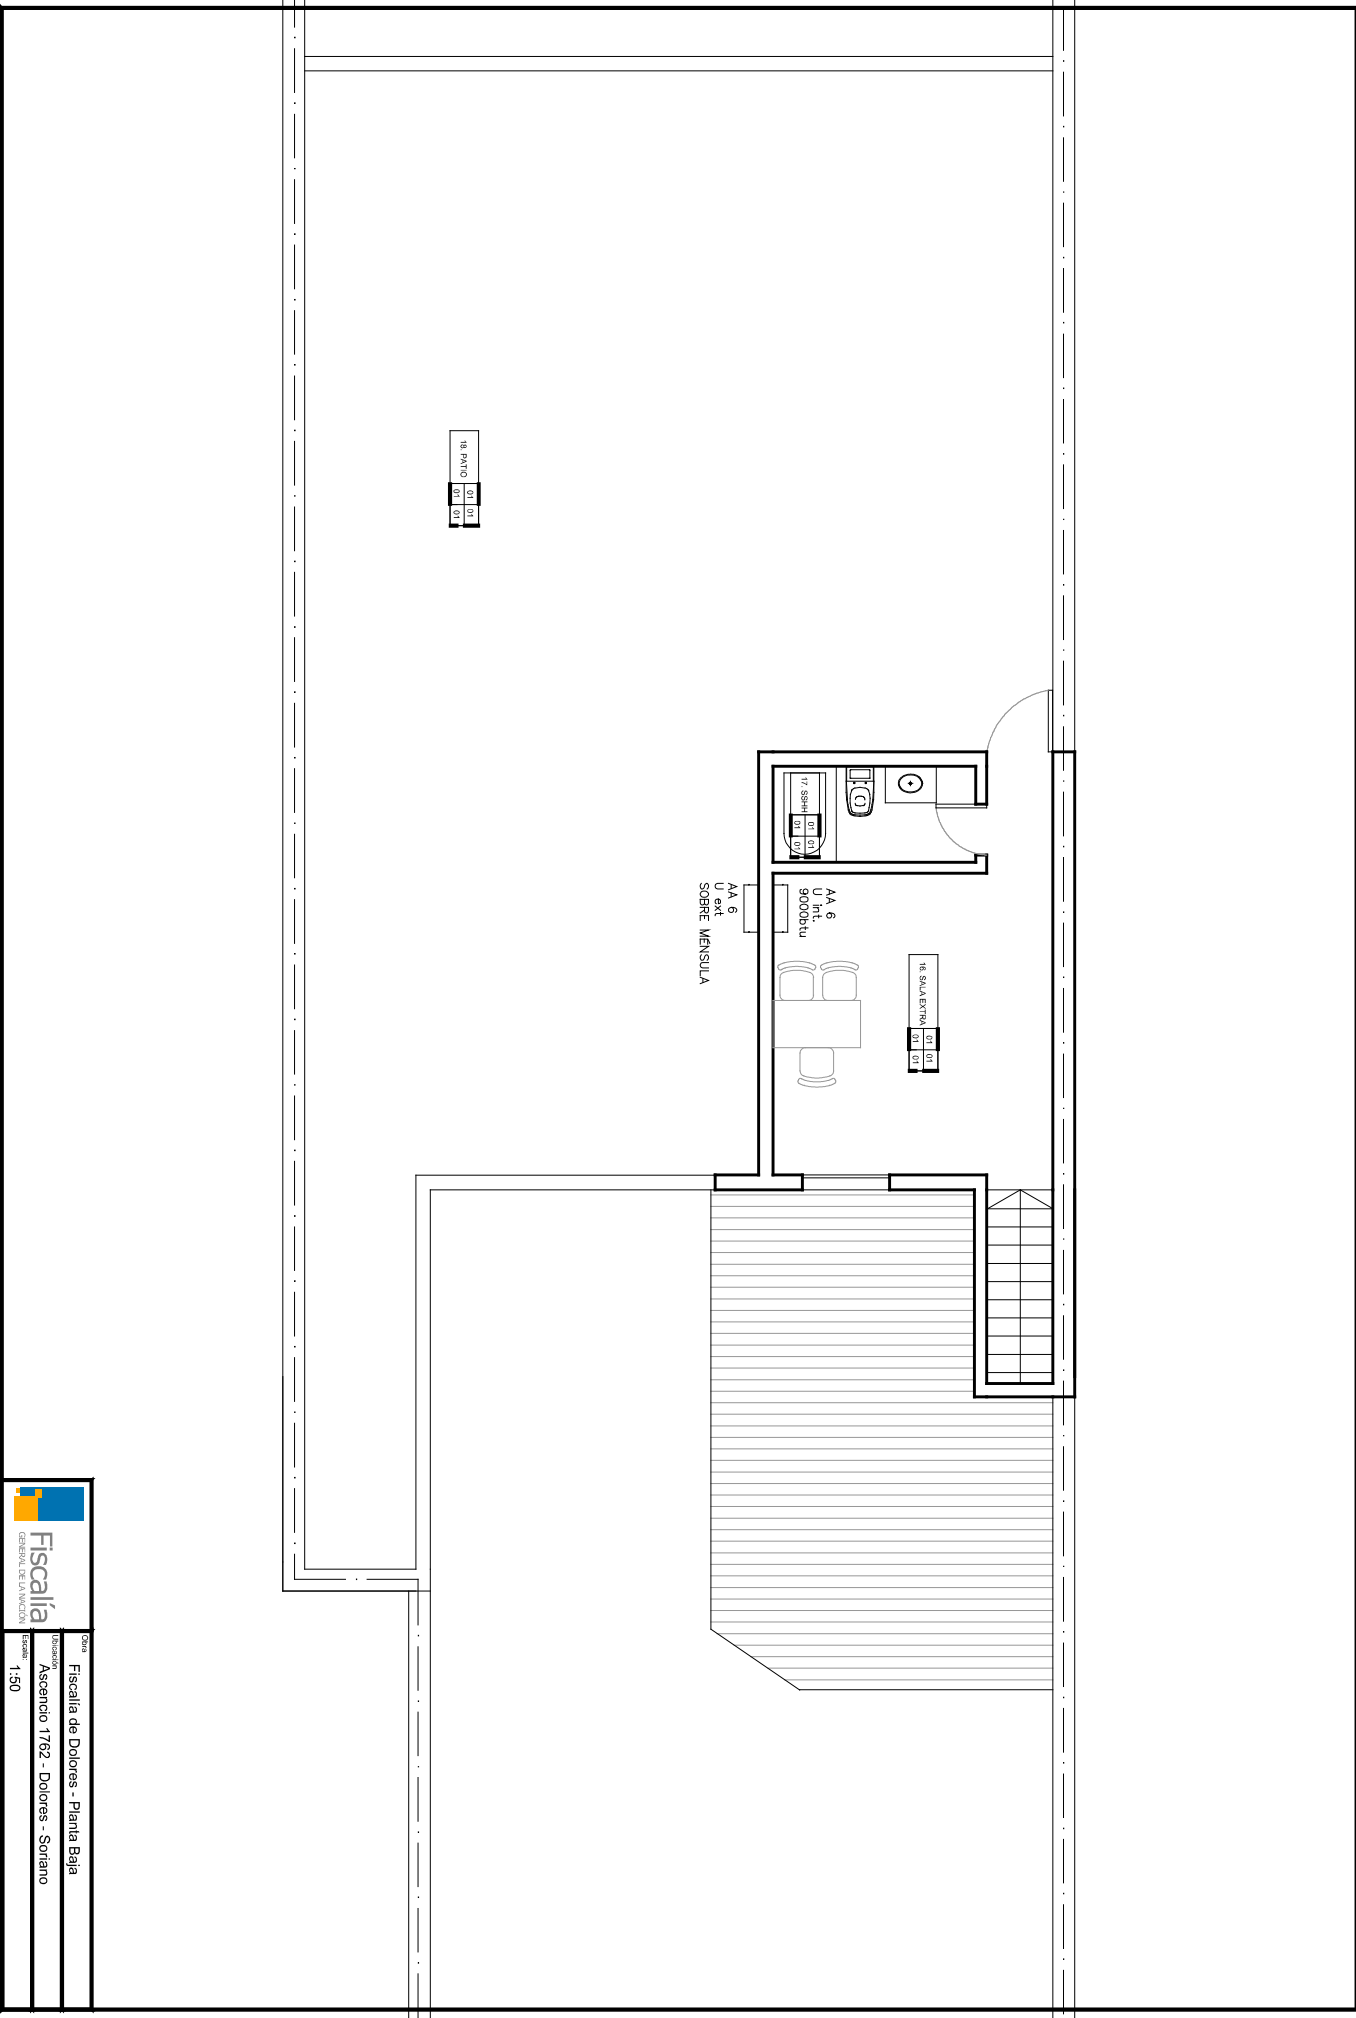 18. PATIO
01 01
01 01
17. SSHH
01 01
01 01
AA 6
U int.
9000btu
AA 6
U ext
SOBRE MÉNSULA
16. SALA EXTRA
01 01
01 01
Fiscalía
GENERAL DE LA NACIÓN
Obra
Fiscalía de Dolores - Planta Baja
Ubicación
Ascencio 1762 - Dolores - Soriano
Escala:
1:50